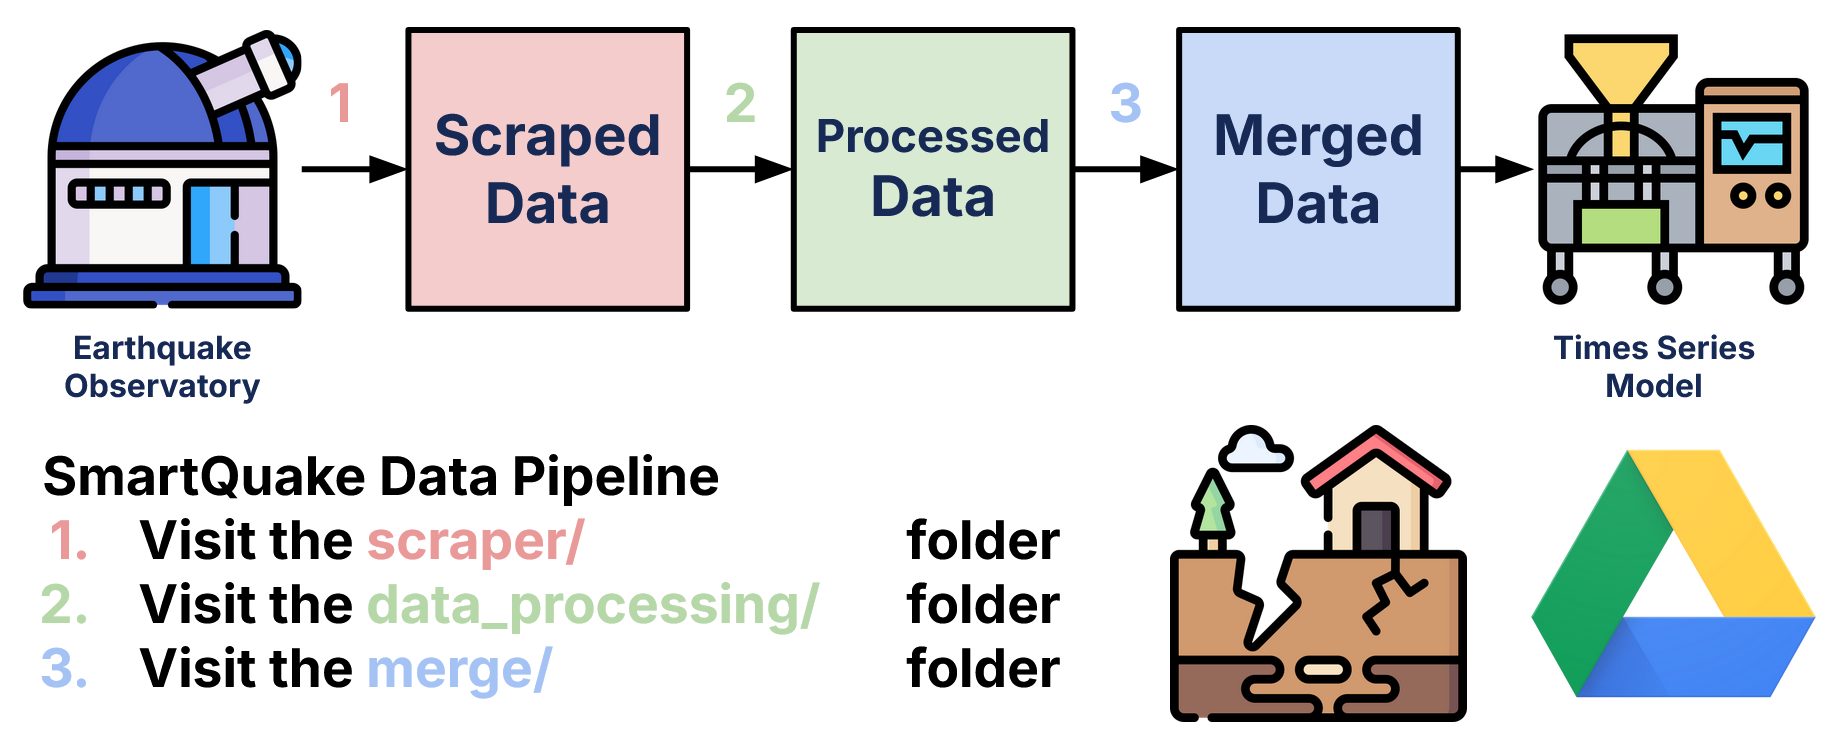 1
Scraped
Data
2
Processed
Data
3
Merged
Data
Earthquake
Observatory
Times Series
Model
SmartQuake Data Pipeline
1. Visit the scraper/ folder
2. Visit the data_processing/ folder
3. Visit the merge/ folder